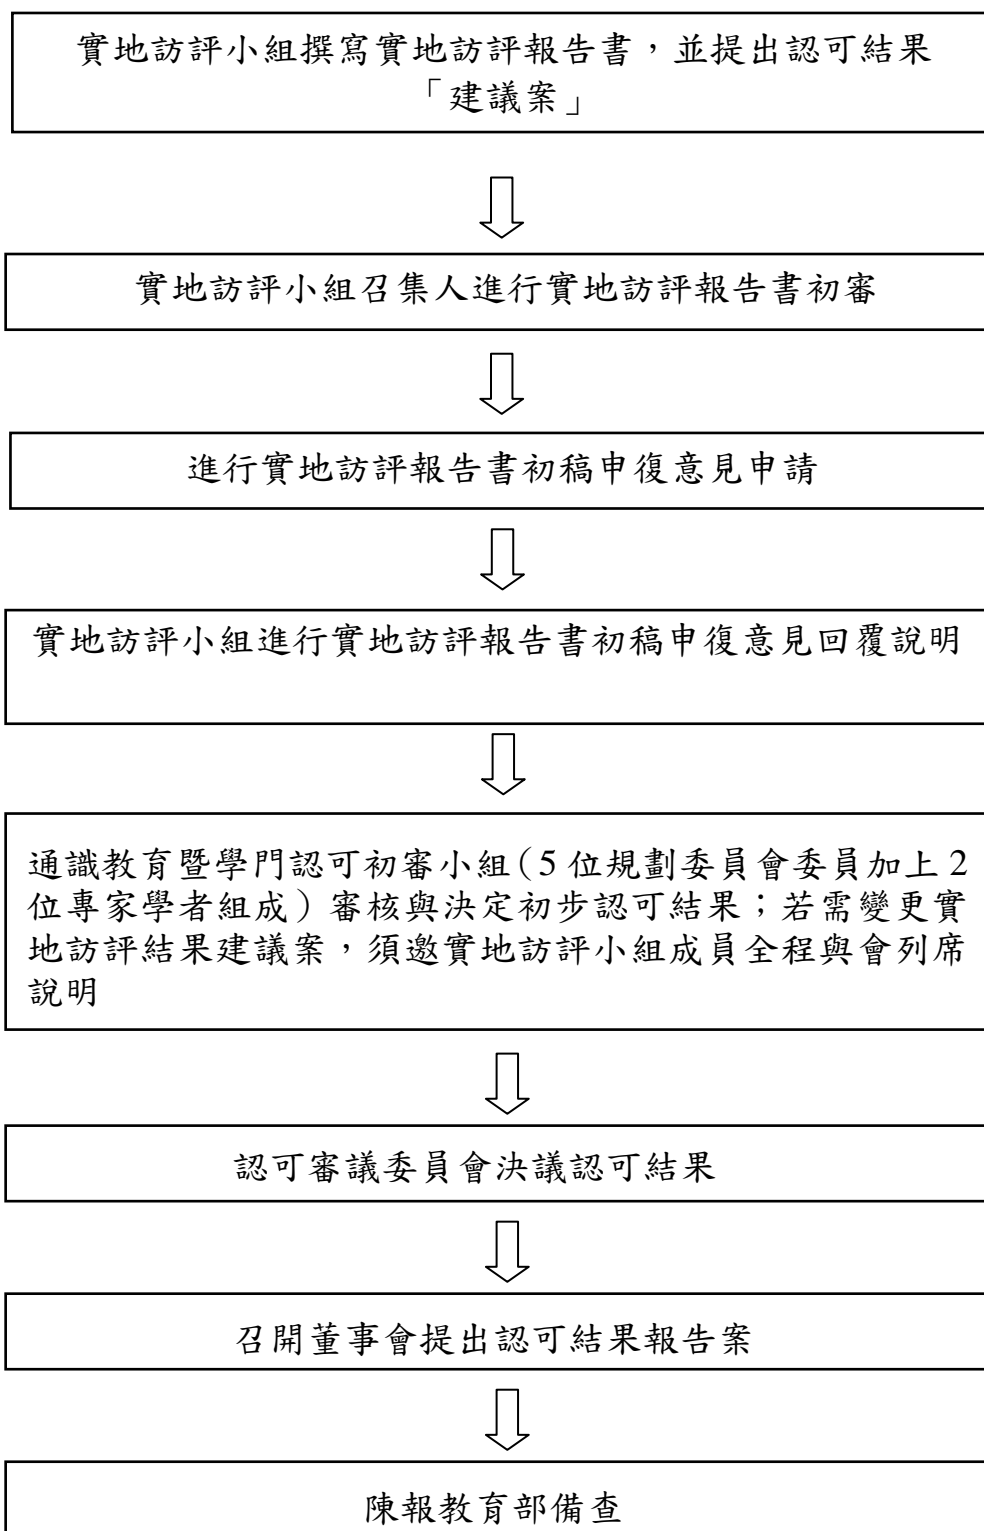 實地訪評小組撰寫實地訪評報告書，並提出認可結果
「建議案」
實地訪評小組召集人進行實地訪評報告書初審
進行實地訪評報告書初稿申復意見申請
實地訪評小組進行實地訪評報告書初稿申復意見回覆說明
通識教育暨學門認可初審小組（5 位規劃委員會委員加上 2
位專家學者組成）審核與決定初步認可結果；若需變更實
地訪評結果建議案，須邀實地訪評小組成員全程與會列席
說明
認可審議委員會決議認可結果
召開董事會提出認可結果報告案
陳報教育部備查